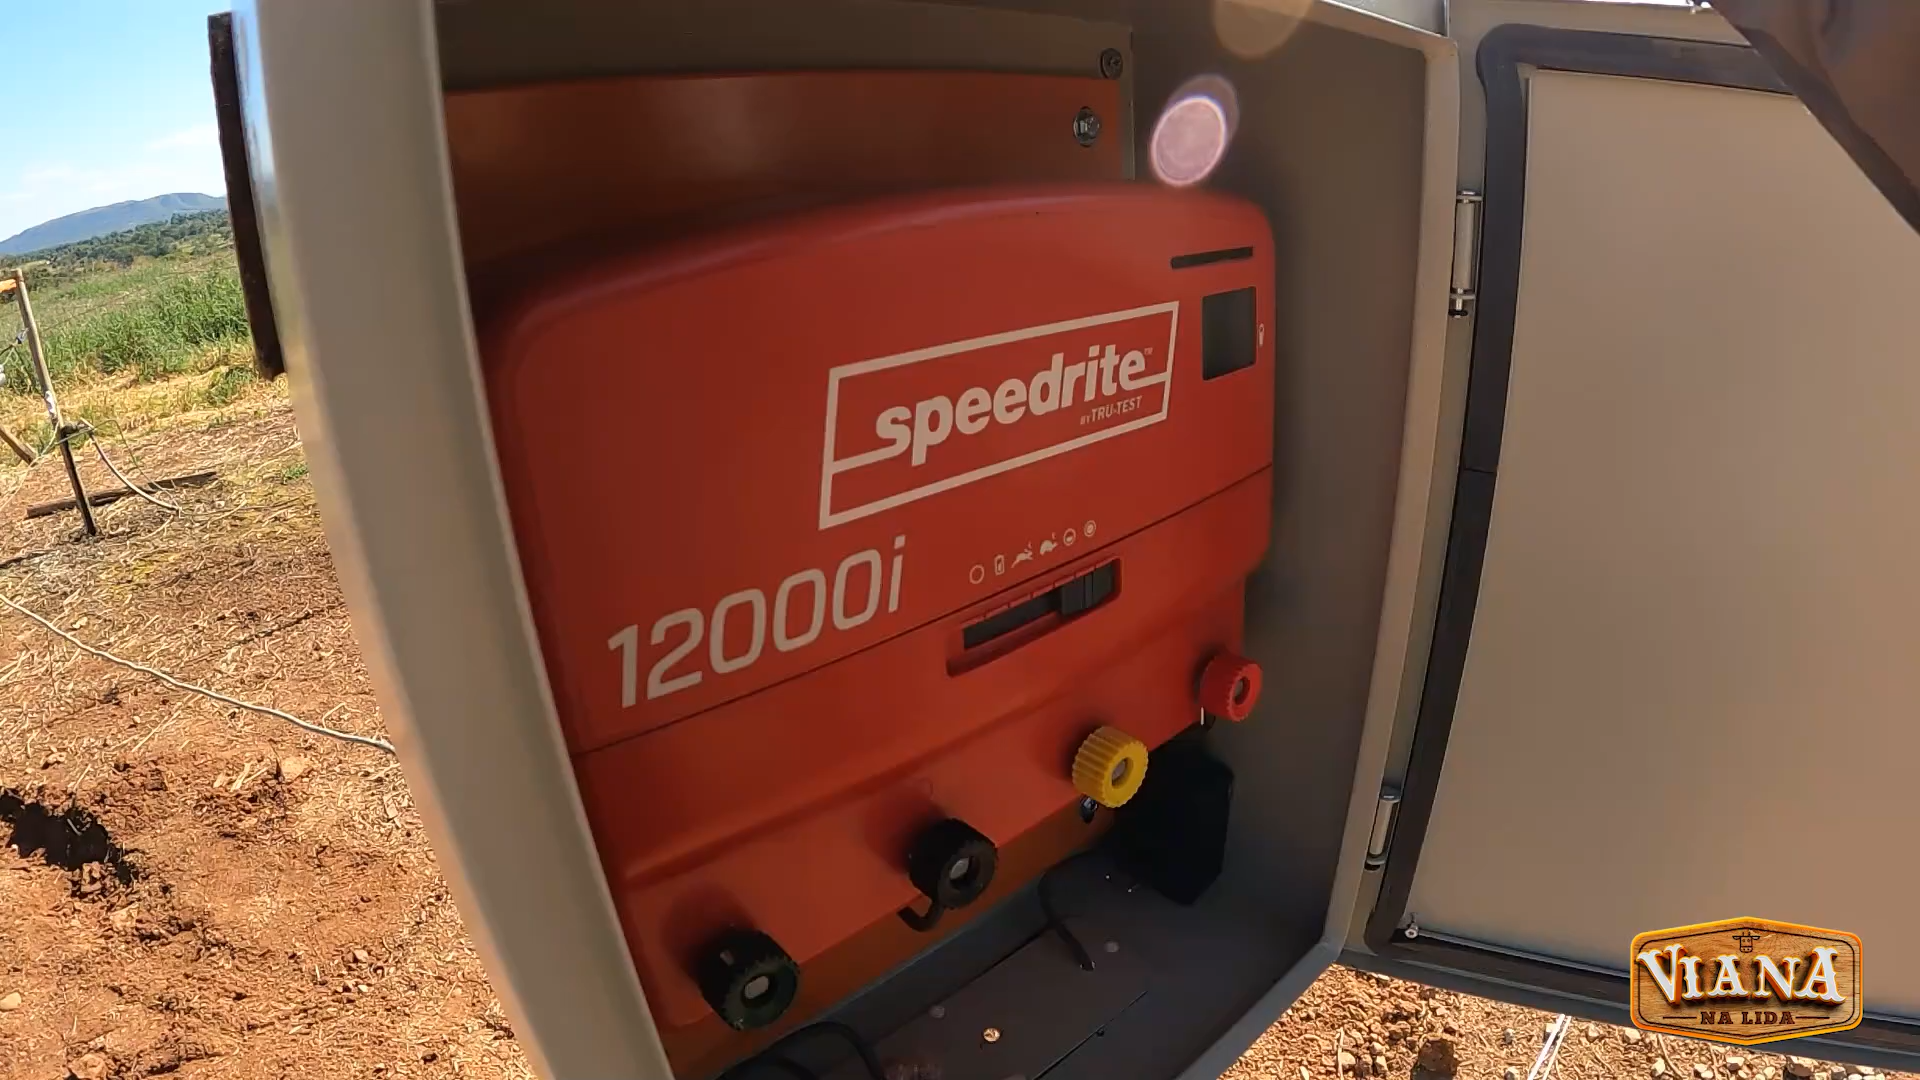 speedrite™
BY TRU-TEST
12000i
VIANA
NA LIDA